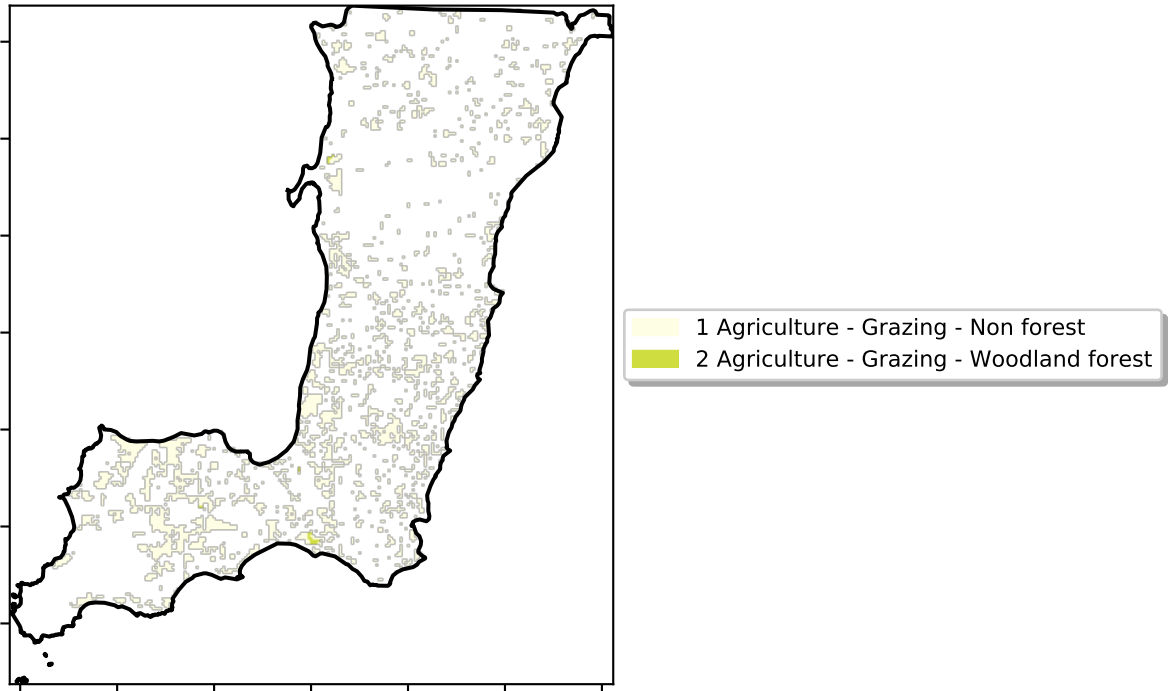 1 Agriculture - Grazing - Non forest
2 Agriculture - Grazing - Woodland forest